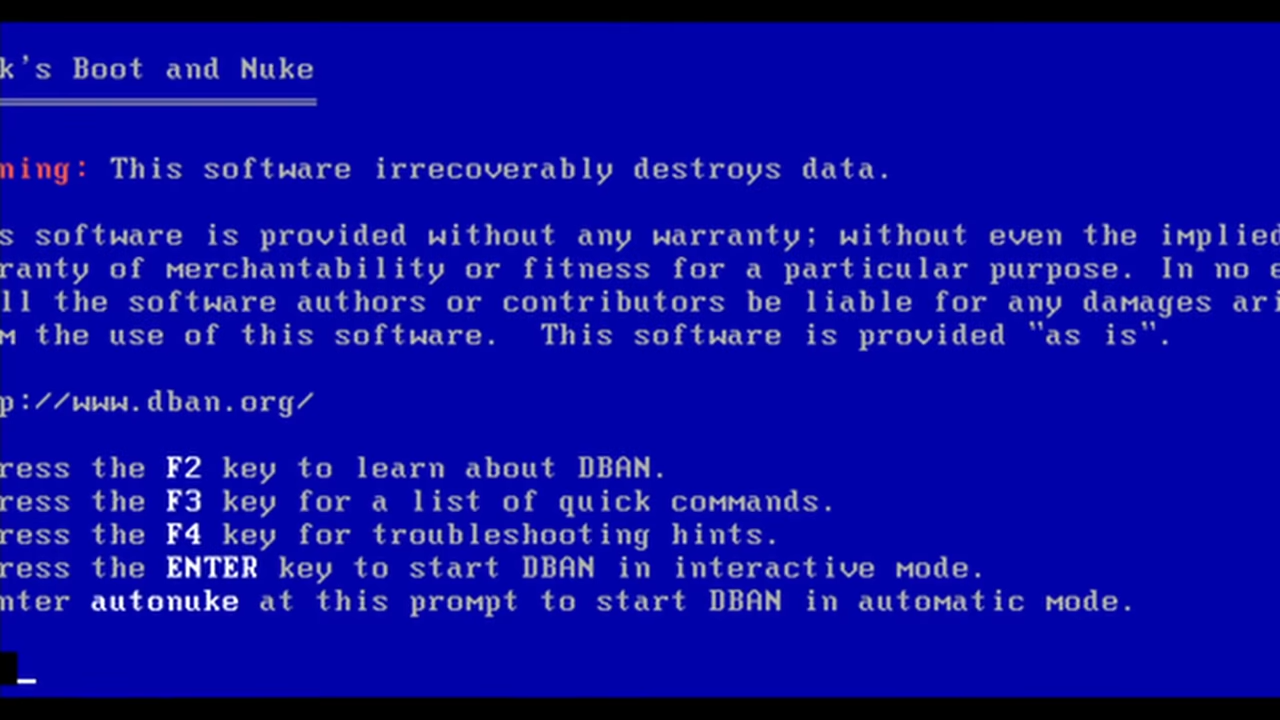 k's Boot and Nuke
ning: This software irrecoverably destroys data.
s software is provided without any warranty; without even the implied
ranty of merchantability or fitness for a particular purpose. In no e
ll the software authors or contributors be liable for any damages ari
m the use of this software.  This software is provided "as is".
p://www.dban.org/
ress the F2 key to learn about DBAN.
ress the F3 key for a list of quick commands.
ress the F4 key for troubleshooting hints.
ress the ENTER key to start DBAN in interactive mode.
nter autonuke at this prompt to start DBAN in automatic mode.